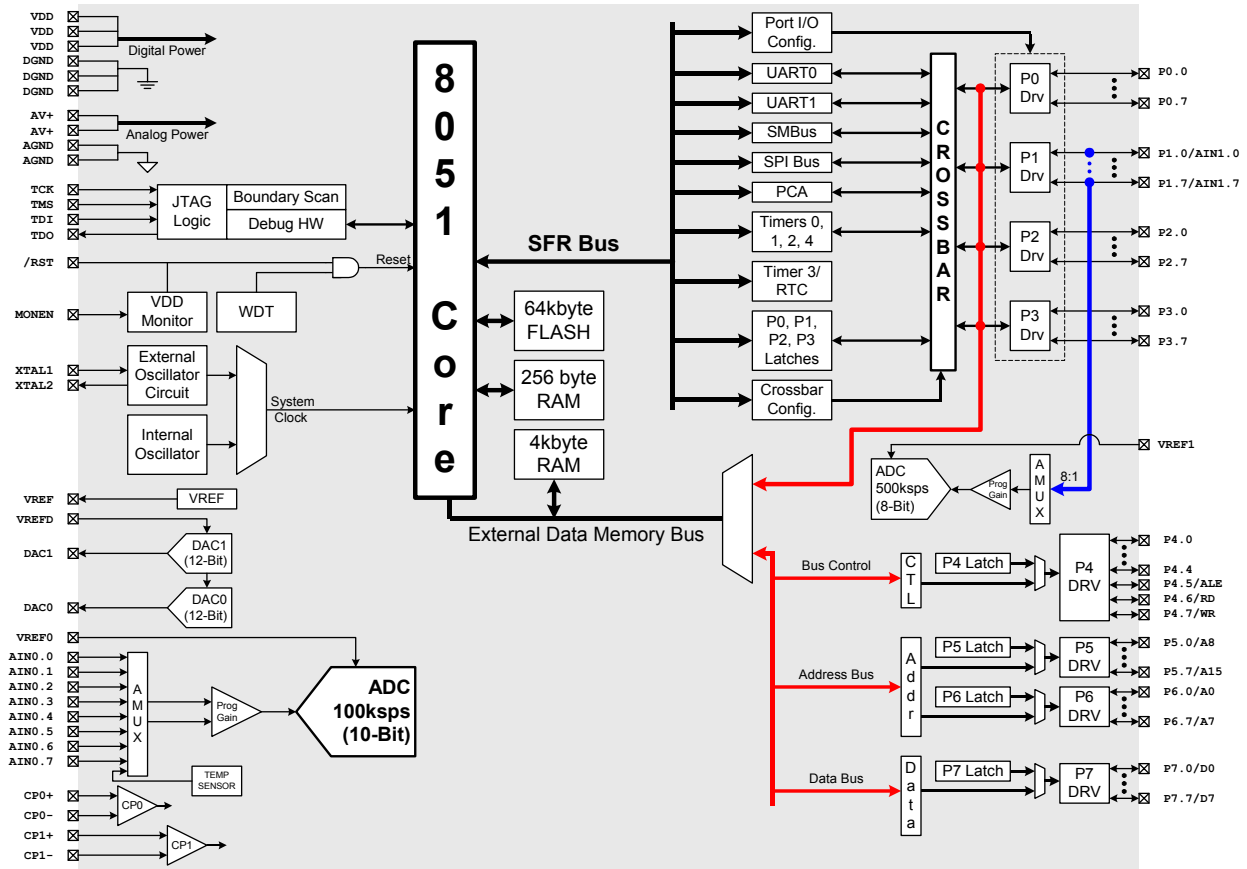 VDD
VDD
VDD
Digital Power
DGND
DGND
DGND
AV+
AV+
Analog Power
AGND
AGND
TCK
TMS
TDI
TDO
JTAG
Logic
Boundary Scan
Debug HW
/RST
Reset
MONEN
VDD
Monitor
WDT
XTAL1
XTAL2
External
Oscillator
Circuit
Internal
Oscillator
System
Clock
VREF
VREF
VREFD
DAC1
DAC1
(12-Bit)
DAC0
DAC0
(12-Bit)
VREF0
AIN0.0
AIN0.1
AIN0.2
AIN0.3
AIN0.4
AIN0.5
AIN0.6
AIN0.7
AMUX
Prog
Gain
ADC
100ksps
(10-Bit)
TEMP
SENSOR
CP0+
CP0-
CP0
CP1+
CP1-
CP1
8051 Core
64kbyte
FLASH
256 byte
RAM
4kbyte
RAM
External Data Memory Bus
SFR Bus
Port I/O
Config.
UART0
UART1
SMBus
SPI Bus
PCA
Timers 0,
1, 2, 4
Timer 3/
RTC
P0, P1,
P2, P3
Latches
Crossbar
Config.
CROSSBAR
P0
Drv
P1
Drv
P2
Drv
P3
Drv
P0.0
P0.7
P1.0/AIN1.0
P1.7/AIN1.7
P2.0
P2.7
P3.0
P3.7
VREF1
ADC
500ksps
(8-Bit)
Prog
Gain
AMUX
8:1
Bus Control
CTL
P4 Latch
P4
DRV
P4.0
P4.4
P4.5/ALE
P4.6/RD
P4.7/WR
Address Bus
Addr
P5 Latch
P5
DRV
P5.0/A8
P5.7/A15
P6 Latch
P6
DRV
P6.0/A0
P6.7/A7
Data Bus
Data
P7 Latch
P7
DRV
P7.0/D0
P7.7/D7